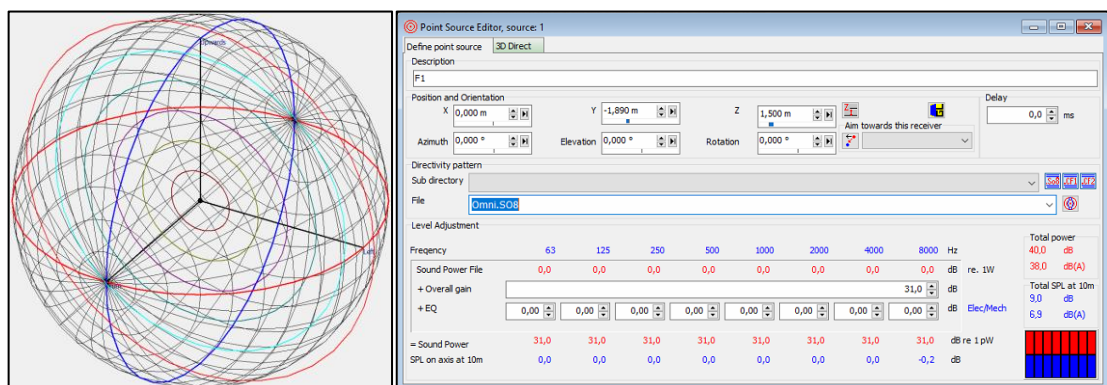 Upwards
Left
Point Source Editor, source: 1
Define point source 3D Direct
Description
F1
Position and Orientation Delay
X 0,000 m Y -1,890 m Z 1,500 m 0,0 ms
Aim towards this receiver
Azimuth 0,000 ° Elevation 0,000 ° Rotation 0,000 °
Directivity pattern
Sub directory
File Omni.SO8
Level Adjustment
Freqency 63 125 250 500 1000 2000 4000 8000 Hz
Sound Power File 0,0 0,0 0,0 0,0 0,0 0,0 0,0 0,0 dB re. 1W
+ Overall gain 31,0 dB
+ EQ 0,00 0,00 0,00 0,00 0,00 0,00 0,00 0,00 dB Elec/Mech
= Sound Power 31,0 31,0 31,0 31,0 31,0 31,0 31,0 31,0 dB re 1 pW
SPL on axis at 10m 0,0 0,0 0,0 0,0 0,0 0,0 0,0 -0,2 dB
Total power
40,0 dB
38,0 dB(A)
Total SPL at 10m
9,0 dB
6,9 dB(A)